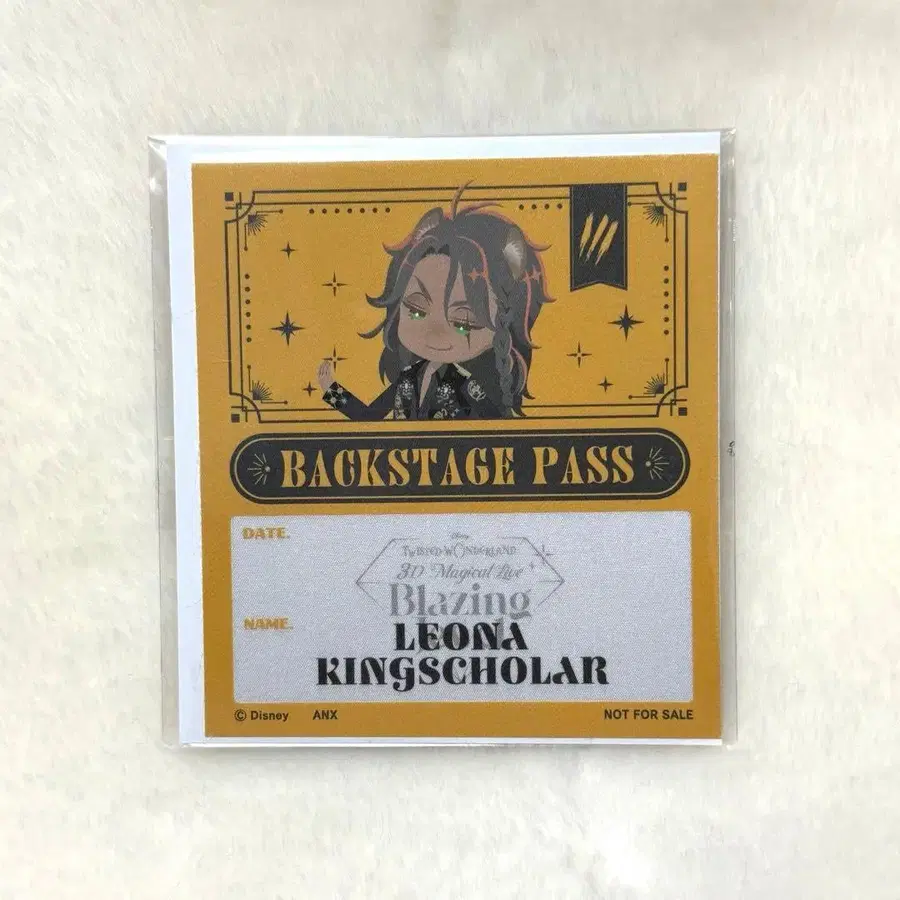 BACKSTAGE PASS
DATE.
Disney
TWISTED-WONDERLAND
3D Magical Live
Blazing
NAME.
LEONA
KINGSCHOLAR
© Disney ANX
NOT FOR SALE